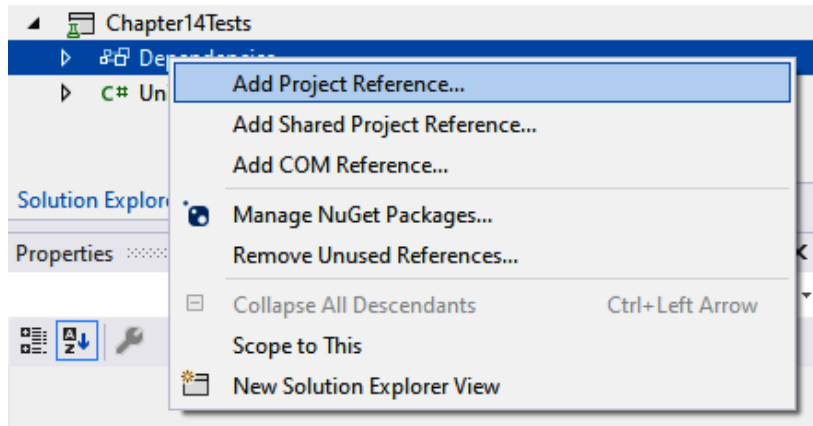 Chapter14Tests
Add Project Reference...
C# Un
Add Shared Project Reference...
Add COM Reference...
Solution Explor
Manage NuGet Packages...
Properties
Remove Unused References...
Collapse All Descendants Ctrl+Left Arrow
Scope to This
New Solution Explorer View